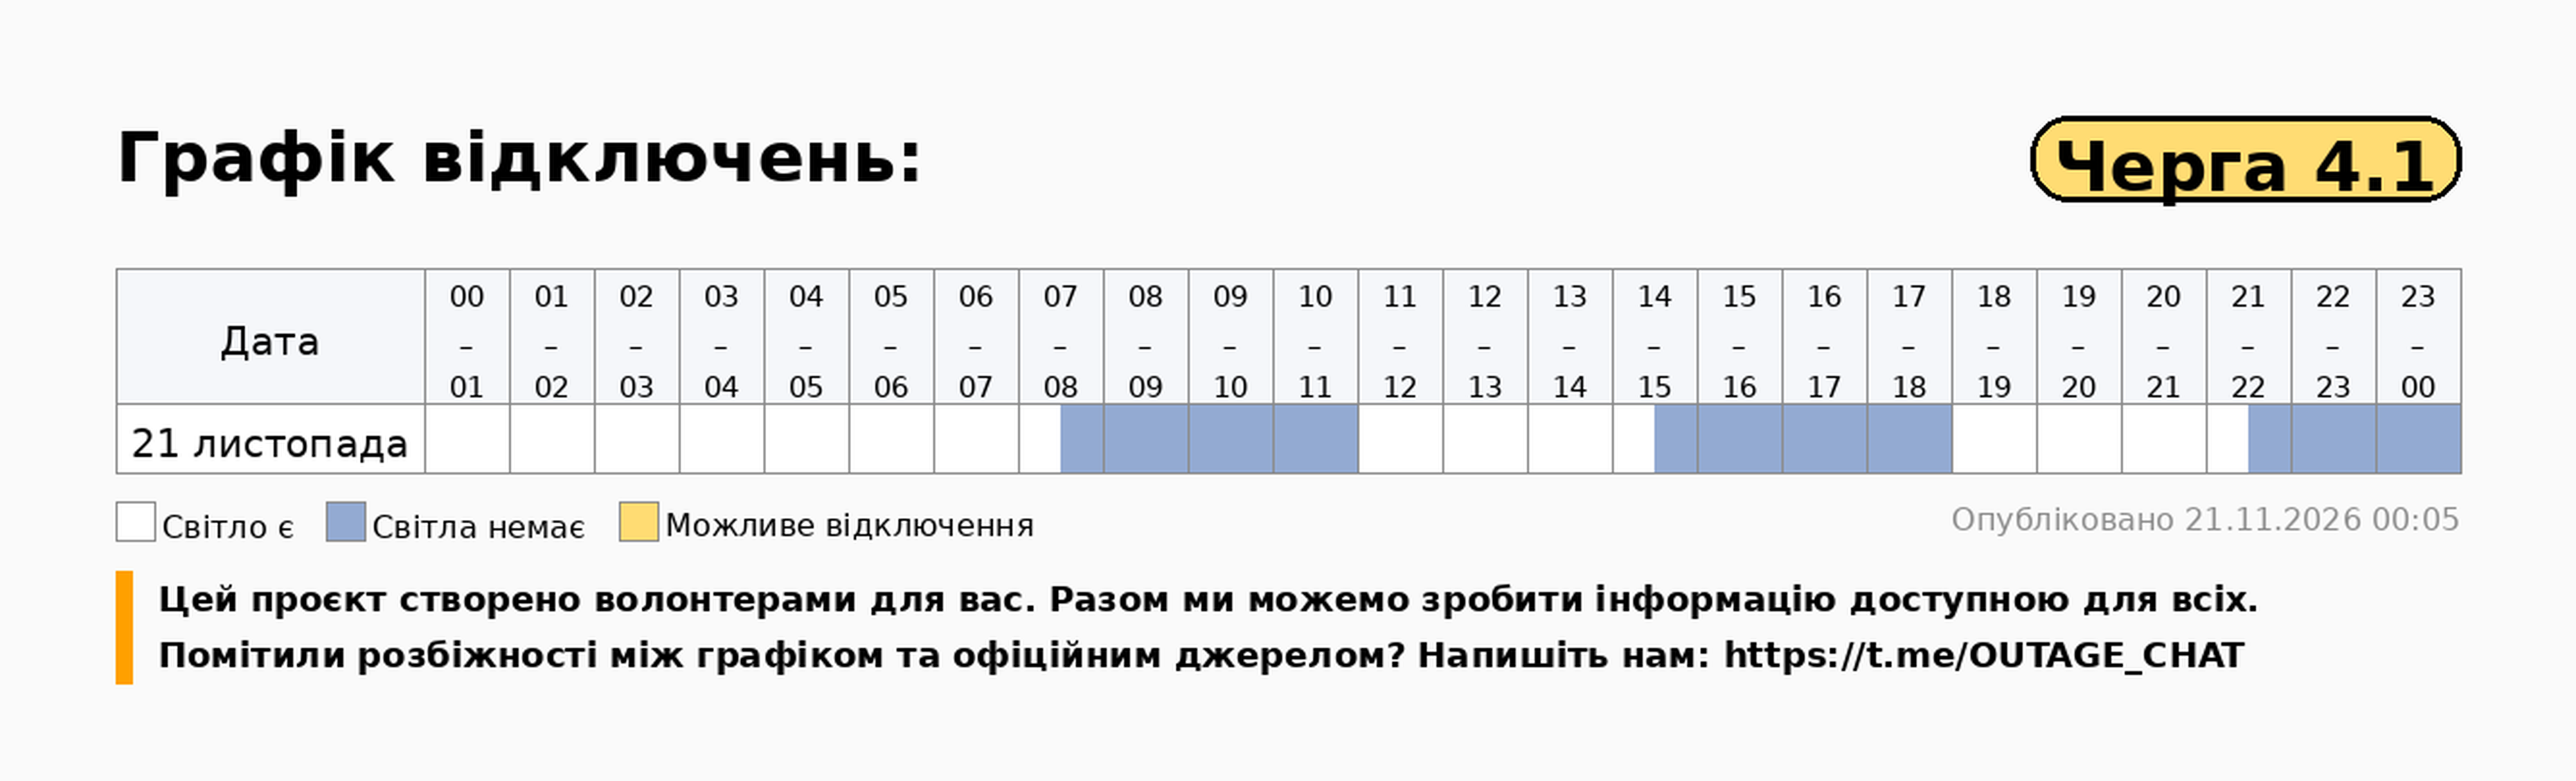 Графік відключень:
Черга 4.1
Дата
00 – 01
01 – 02
02 – 03
03 – 04
04 – 05
05 – 06
06 – 07
07 – 08
08 – 09
09 – 10
10 – 11
11 – 12
12 – 13
13 – 14
14 – 15
15 – 16
16 – 17
17 – 18
18 – 19
19 – 20
20 – 21
21 – 22
22 – 23
23 – 00
21 листопада
Світло є
Світла немає
Можливе відключення
Опубліковано 21.11.2026 00:05
Цей проєкт створено волонтерами для вас. Разом ми можемо зробити інформацію доступною для всіх.
Помітили розбіжності між графіком та офіційним джерелом? Напишіть нам: https://t.me/OUTAGE_CHAT